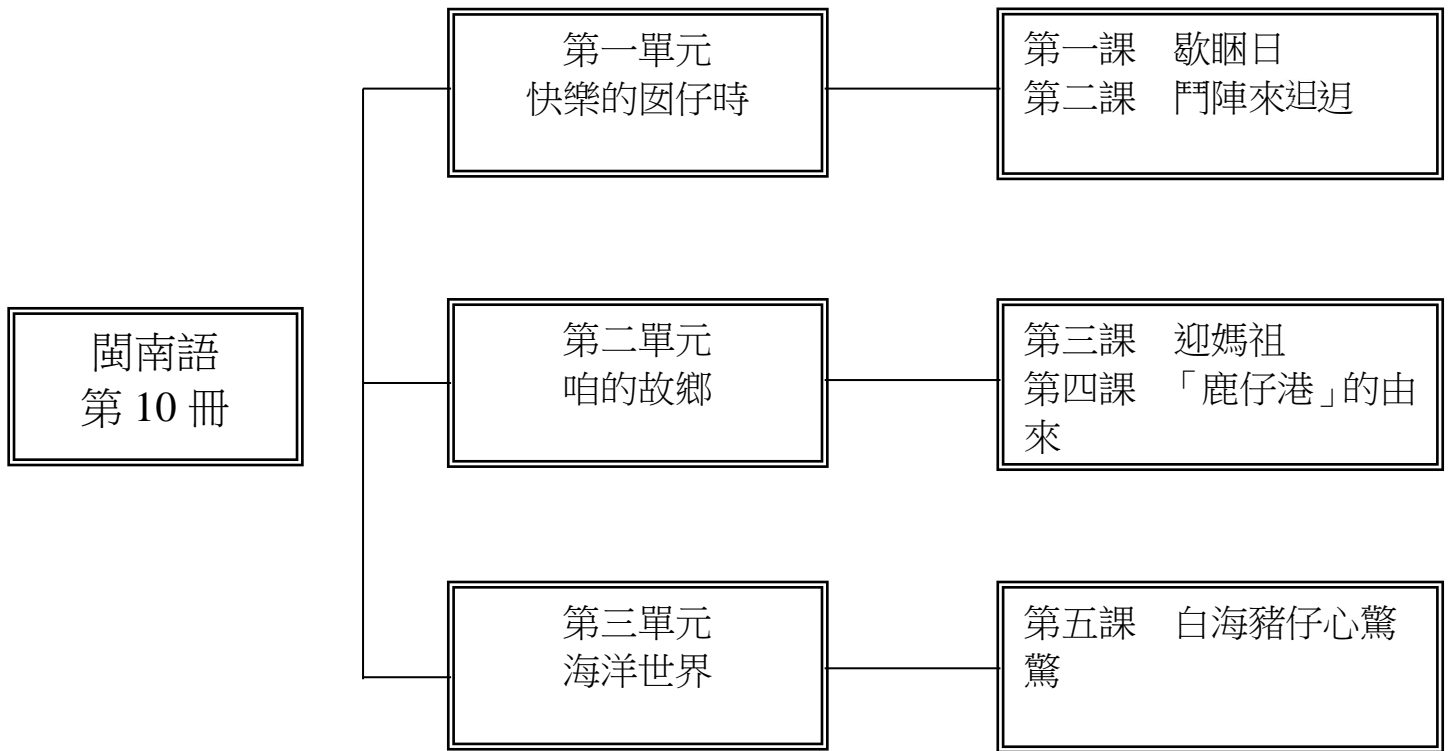 第一單元
快樂的囡仔時
第一課　歇睏日
第二課　鬥陣來𨑨迌
閩南語
第 10 冊
第二單元
咱的故鄉
第三課　迎媽祖
第四課　「鹿仔港」的由
來
第三單元
海洋世界
第五課　白海豬仔心驚
驚